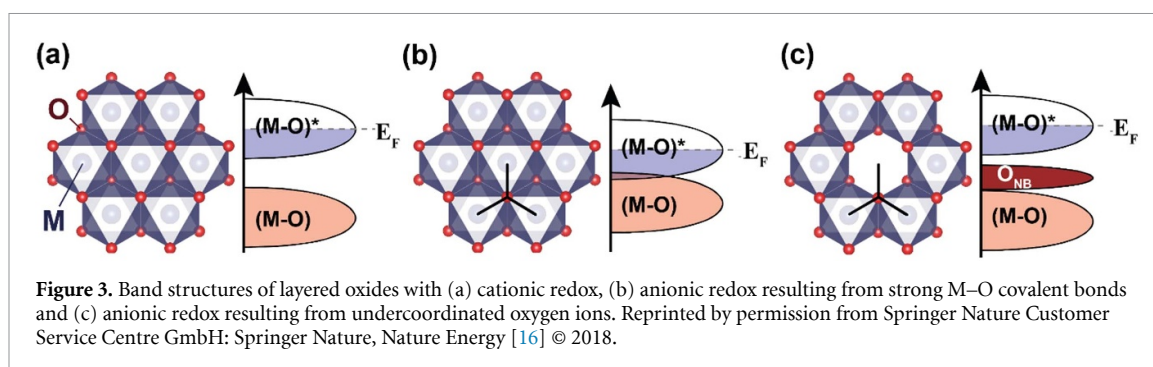 (a)
O
M
(M-O)*
E_F
(M-O)
(b)
(M-O)*
E_F
(M-O)
(c)
(M-O)*
E_F
O_NB
(M-O)
Figure 3. Band structures of layered oxides with (a) cationic redox, (b) anionic redox resulting from strong M–O covalent bonds
and (c) anionic redox resulting from undercoordinated oxygen ions. Reprinted by permission from Springer Nature Customer
Service Centre GmbH: Springer Nature, Nature Energy [16] © 2018.